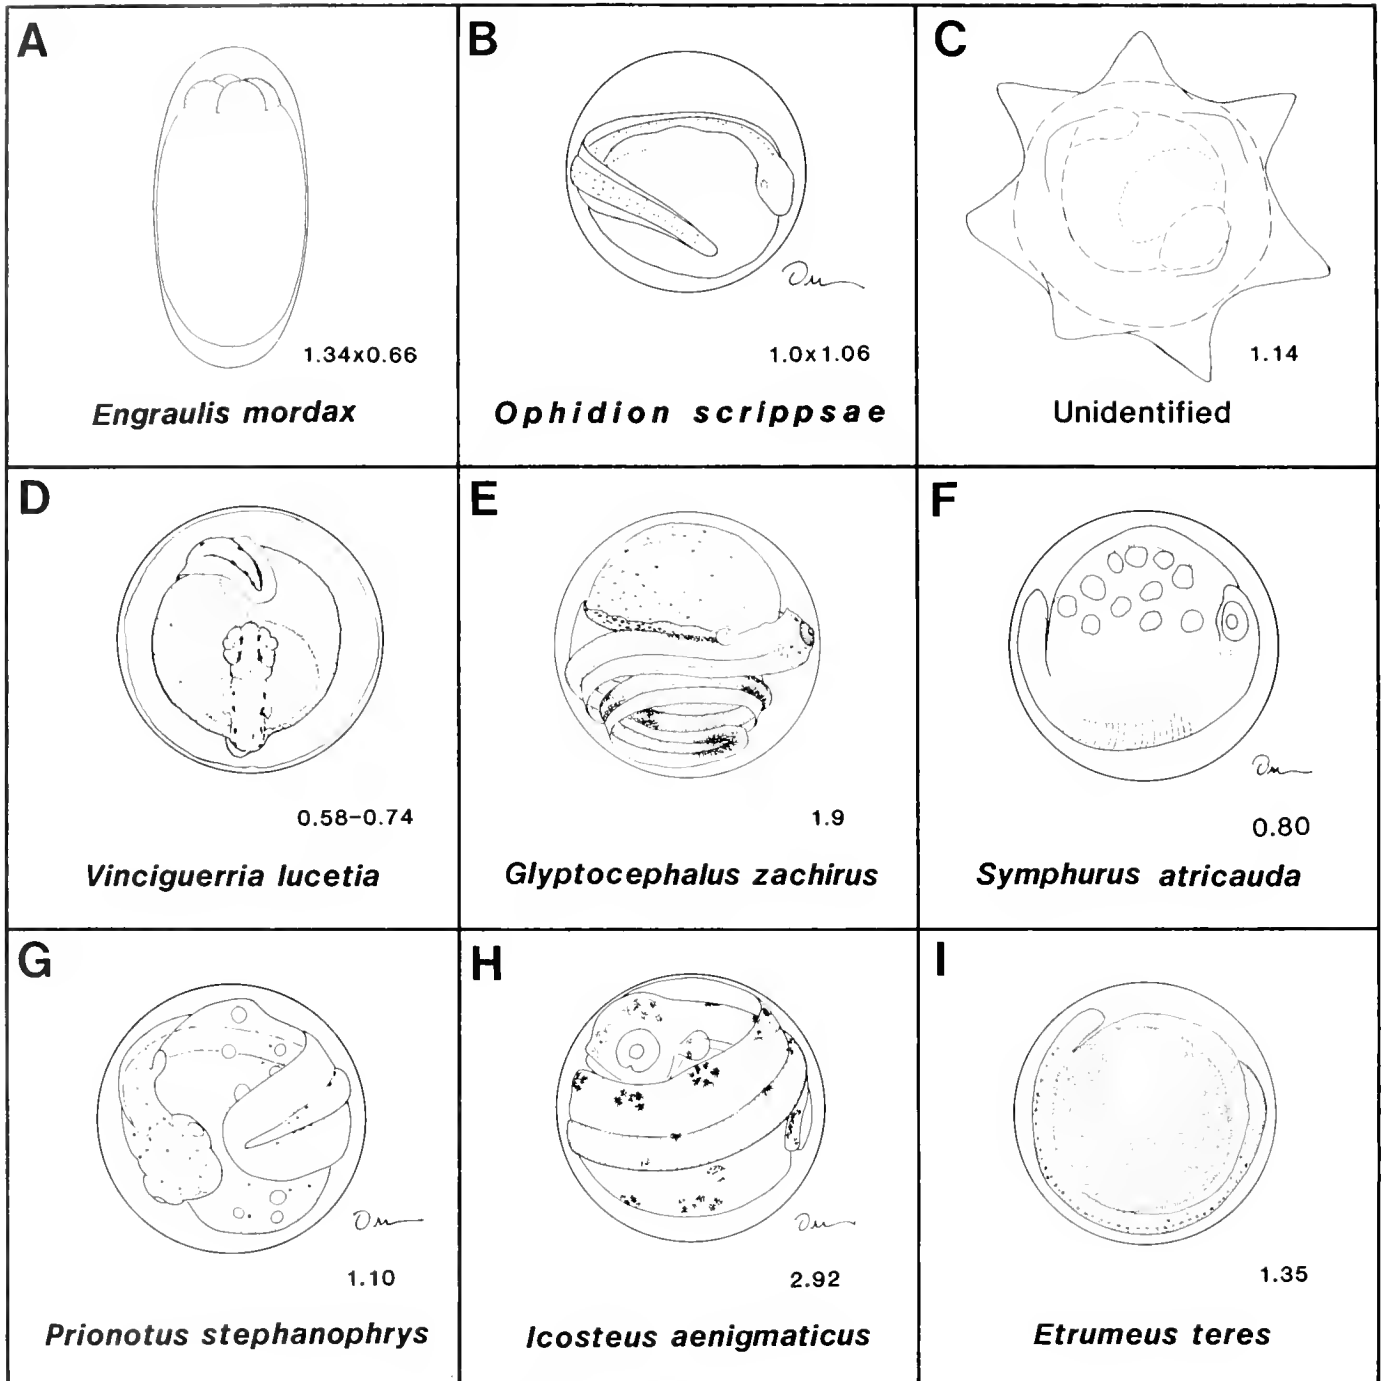 A
1.34x0.66
Engraulis mordax
B
1.0x1.06
Ophidion scrippsae
C
1.14
Unidentified
D
0.58-0.74
Vinciguerria lucetia
E
1.9
Glyptocephalus zachirus
F
0.80
Symphurus atricauda
G
1.10
Prionotus stephanophrys
H
2.92
Icosteus aenigmaticus
I
1.35
Etrumeus teres